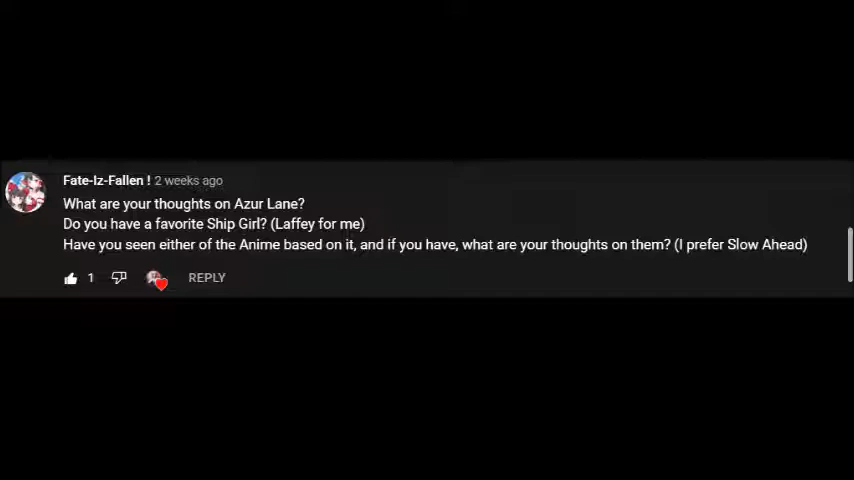 Fate-Iz-Fallen ! 2 weeks ago
What are your thoughts on Azur Lane?
Do you have a favorite Ship Girl? (Laffey for me)
Have you seen either of the Anime based on it, and if you have, what are your thoughts on them? (I prefer Slow Ahead)
1 REPLY